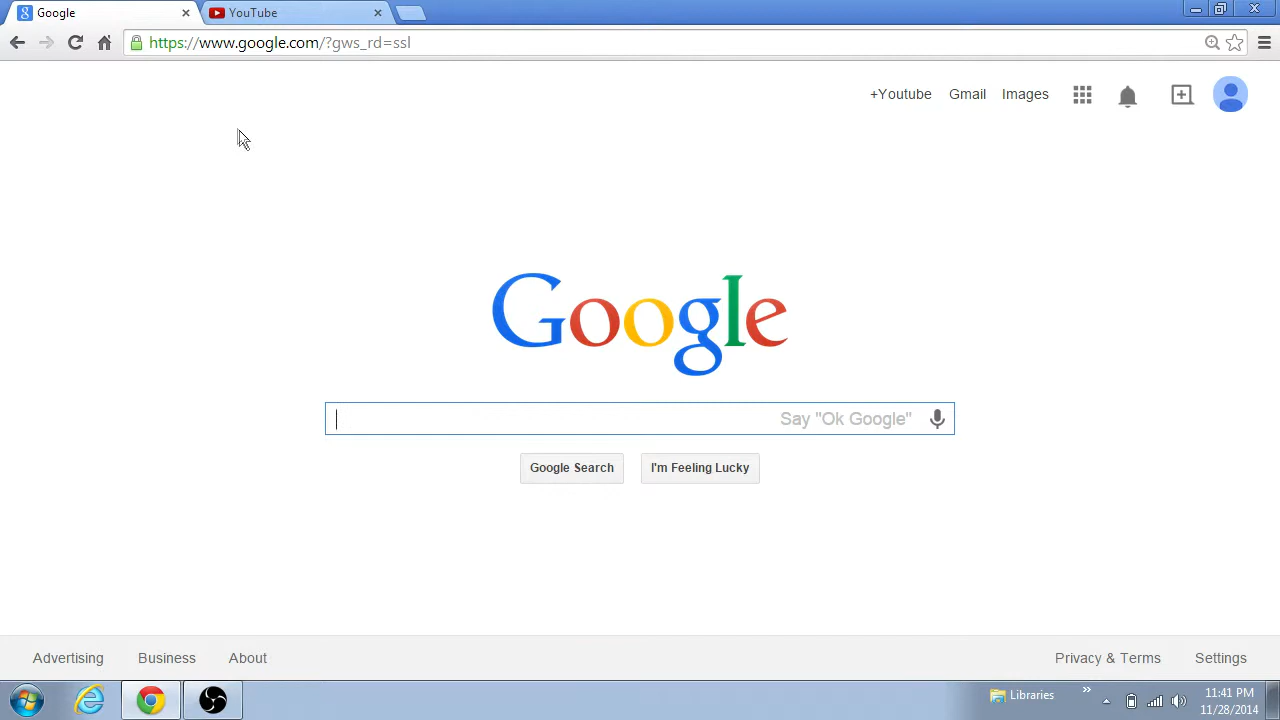 Google
YouTube
https://www.google.com/?gws_rd=ssl
+Youtube
Gmail
Images
Google
Say "Ok Google"
Google Search
I'm Feeling Lucky
Advertising
Business
About
Privacy & Terms
Settings
Libraries
11:41 PM
11/28/2014